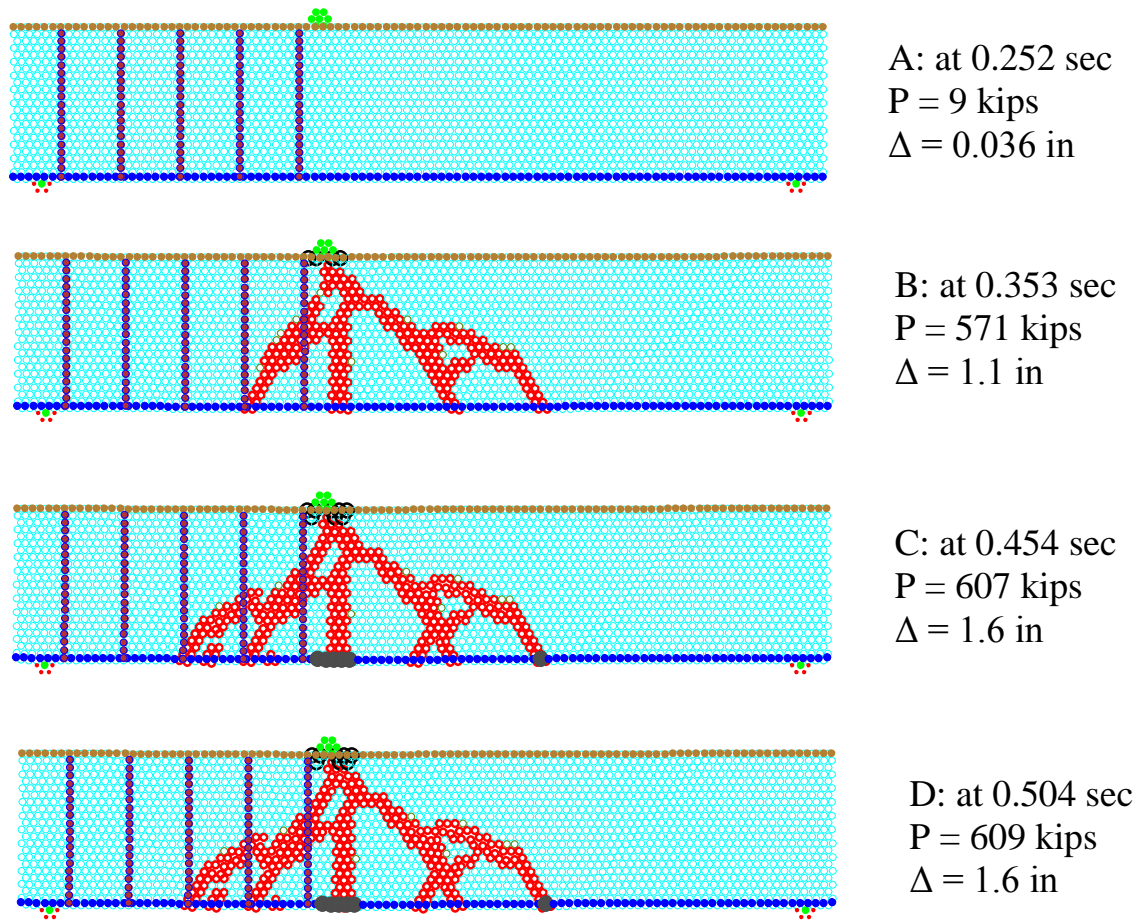 A: at 0.252 sec
P = 9 kips
Δ = 0.036 in
B: at 0.353 sec
P = 571 kips
Δ = 1.1 in
C: at 0.454 sec
P = 607 kips
Δ = 1.6 in
D: at 0.504 sec
P = 609 kips
Δ = 1.6 in